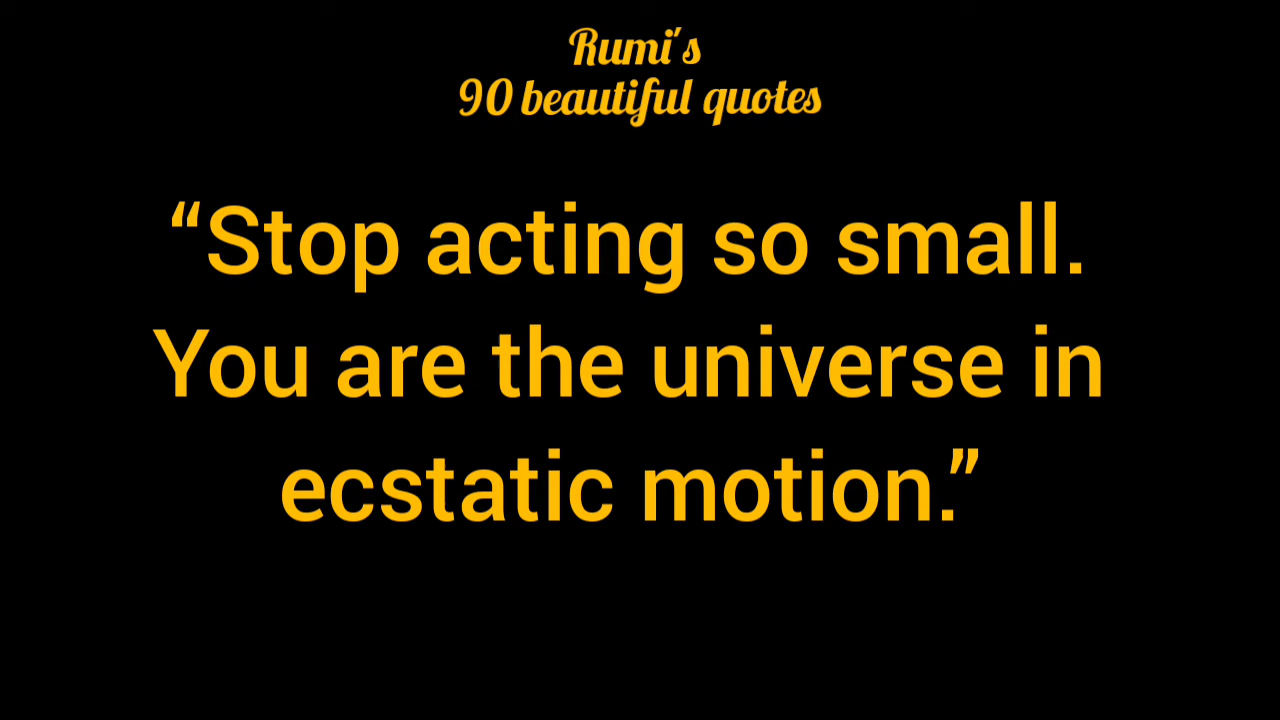 Rumi's
90 beautiful quotes
“Stop acting so small.
You are the universe in
ecstatic motion.”